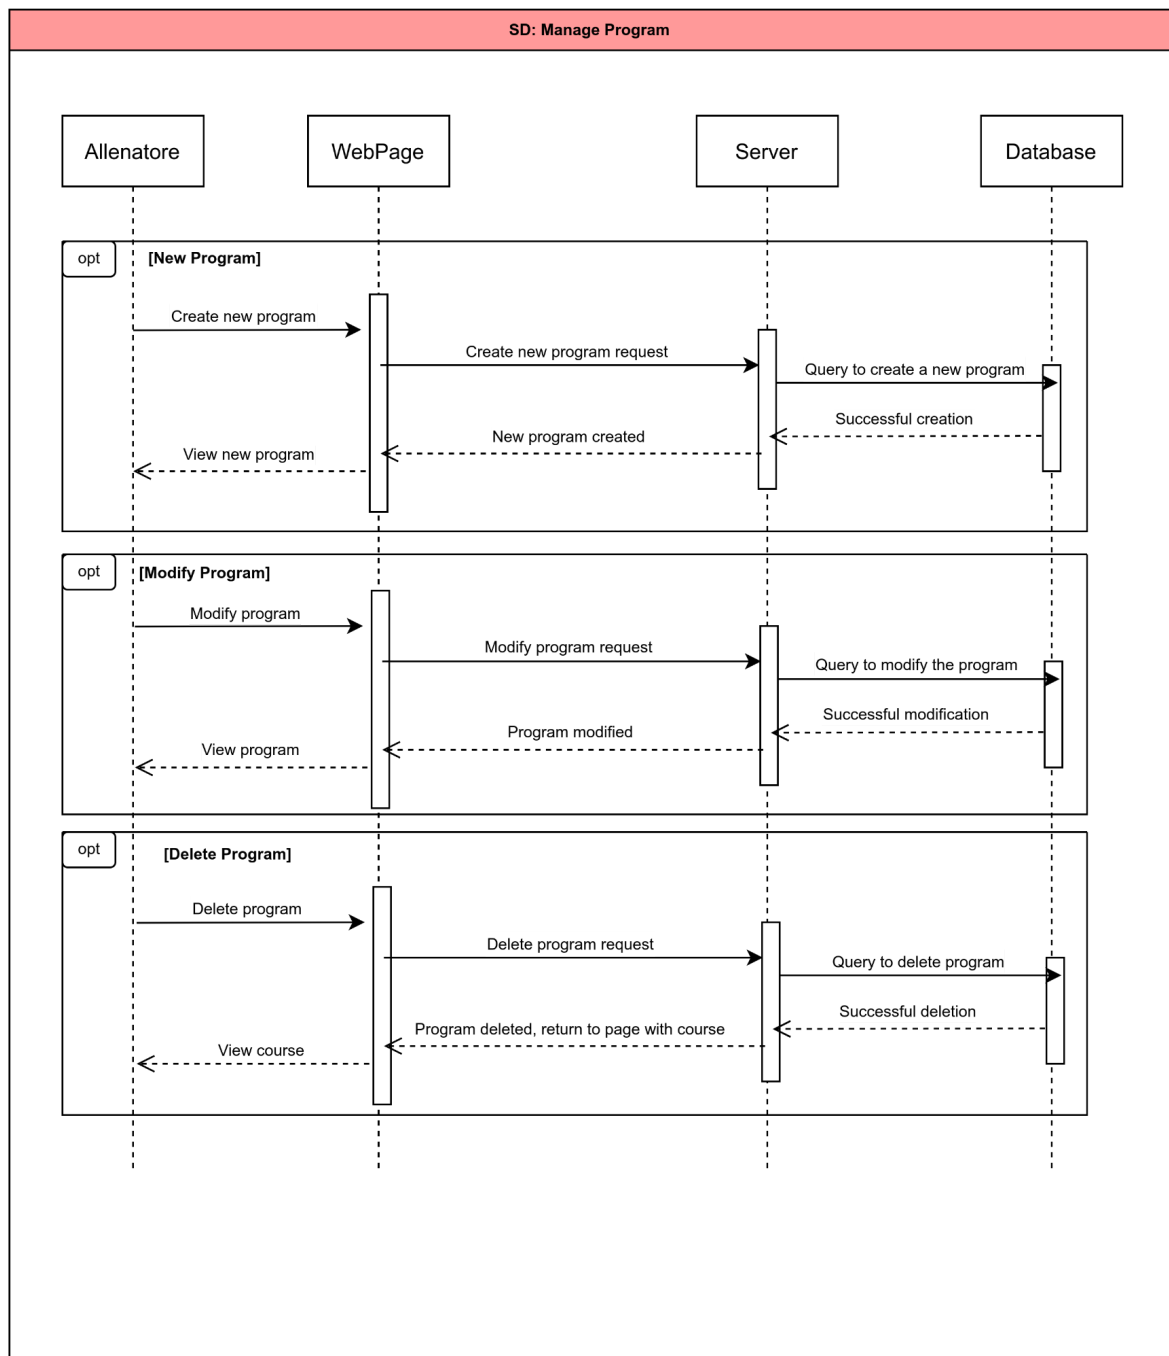 SD: Manage Program
Allenatore
WebPage
Server
Database
opt
[New Program]
Create new program
Create new program request
Query to create a new program
Successful creation
New program created
View new program
opt
[Modify Program]
Modify program
Modify program request
Query to modify the program
Successful modification
Program modified
View program
opt
[Delete Program]
Delete program
Delete program request
Query to delete program
Successful deletion
Program deleted, return to page with course
View course